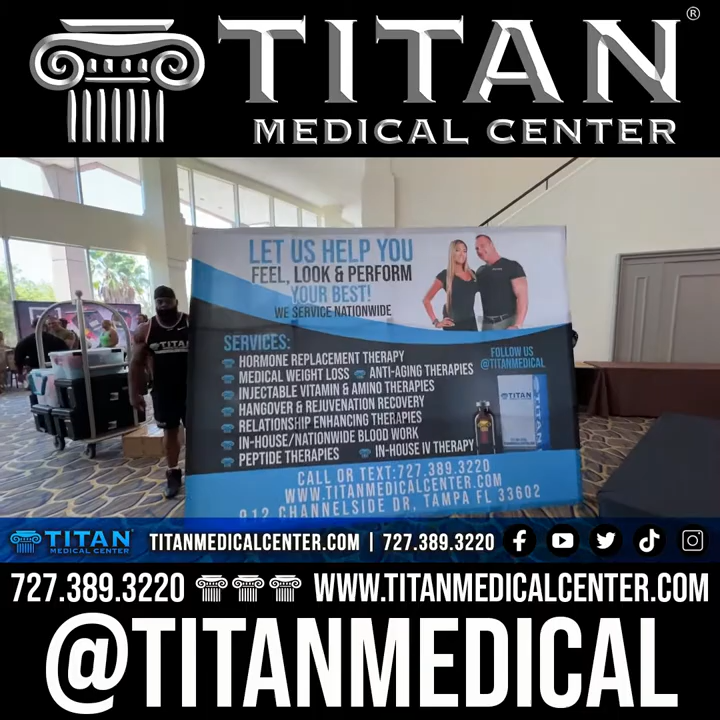 TITAN®
MEDICAL CENTER
LET US HELP YOU
FEEL, LOOK & PERFORM
YOUR BEST!
WE SERVICE NATIONWIDE
SERVICES:
HORMONE REPLACEMENT THERAPY
MEDICAL WEIGHT LOSS ANTI-AGING THERAPIES
INJECTABLE VITAMIN & AMINO THERAPIES
HANGOVER & REJUVENATION RECOVERY
RELATIONSHIP ENHANCING THERAPIES
IN-HOUSE/NATIONWIDE BLOOD WORK
PEPTIDE THERAPIES IN-HOUSE IV THERAPY
FOLLOW US
@TITANMEDICAL
TITAN
TITAN
TITAN
CALL OR TEXT:727.389.3220
WWW.TITANMEDICALCENTER.COM
912 CHANNELSIDE DR, TAMPA FL 33602
TITAN
MEDICAL CENTER
TITANMEDICALCENTER.COM | 727.389.3220
727.389.3220 WWW.TITANMEDICALCENTER.COM
@TITANMEDICAL